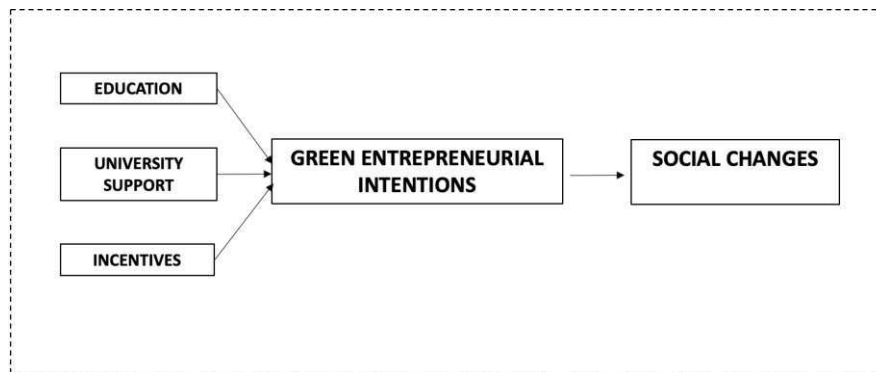 EDUCATION
UNIVERSITY
SUPPORT
INCENTIVES
GREEN ENTREPRENEURIAL
INTENTIONS
SOCIAL CHANGES